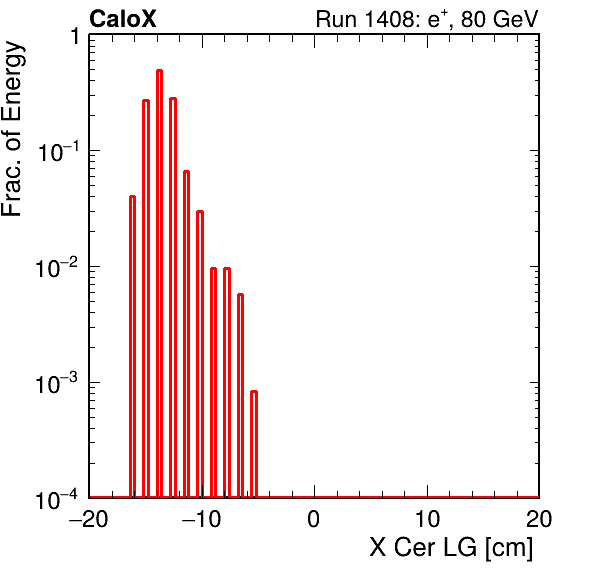 CaloX Run 1408: e⁺, 80 GeV
Frac. of Energy
1
10⁻¹
10⁻²
10⁻³
10⁻⁴
−20 −10 0 10 20
X Cer LG [cm]